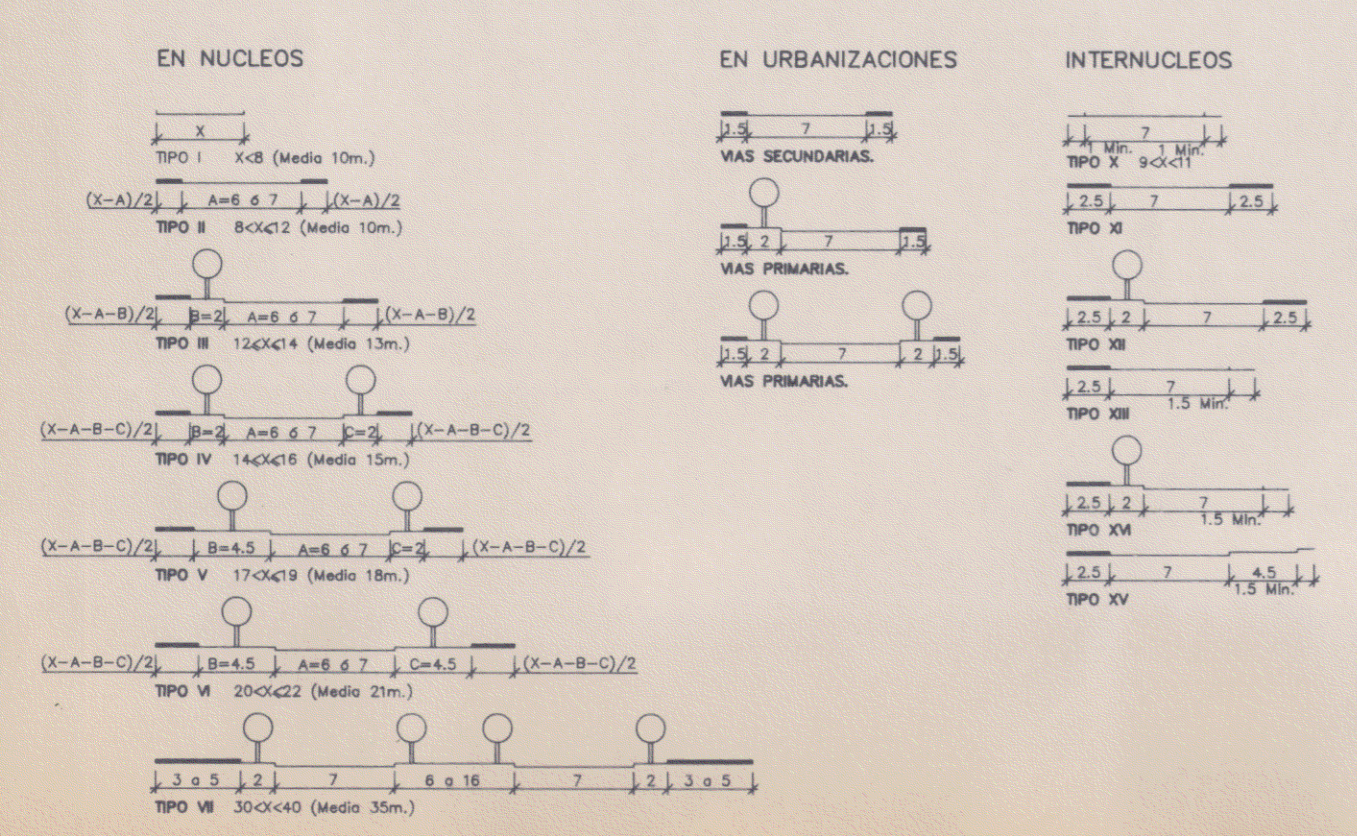 EN NUCLEOS
X
TIPO I X<8 (Media 10m.)
(X-A)/2 A=6 ó 7 (X-A)/2
TIPO II 8<X⩽12 (Media 10m.)
(X-A-B)/2 B=2 A=6 ó 7 (X-A-B)/2
TIPO III 12⩽X⩽14 (Media 13m.)
(X-A-B-C)/2 B=2 A=6 ó 7 C=2 (X-A-B-C)/2
TIPO IV 14⩽X⩽16 (Media 15m.)
(X-A-B-C)/2 B=4.5 A=6 ó 7 C=2 (X-A-B-C)/2
TIPO V 17<X⩽19 (Media 18m.)
(X-A-B-C)/2 B=4.5 A=6 ó 7 C=4.5 (X-A-B-C)/2
TIPO VI 20<X⩽22 (Media 21m.)
3 a 5 2 7 6 a 16 7 2 3 a 5
TIPO VII 30<X<40 (Media 35m.)
EN URBANIZACIONES
1.5 7 1.5
VIAS SECUNDARIAS.
1.5 2 7 1.5
VIAS PRIMARIAS.
1.5 2 7 2 1.5
VIAS PRIMARIAS.
INTERNUCLEOS
7
1 Min. 1 Min.
TIPO X 9<X<11
2.5 7 2.5
TIPO XI
2.5 2 7 2.5
TIPO XII
2.5 7
1.5 Min.
TIPO XIII
2.5 2 7
1.5 Min.
TIPO XVI
2.5 7 4.5
1.5 Min.
TIPO XV